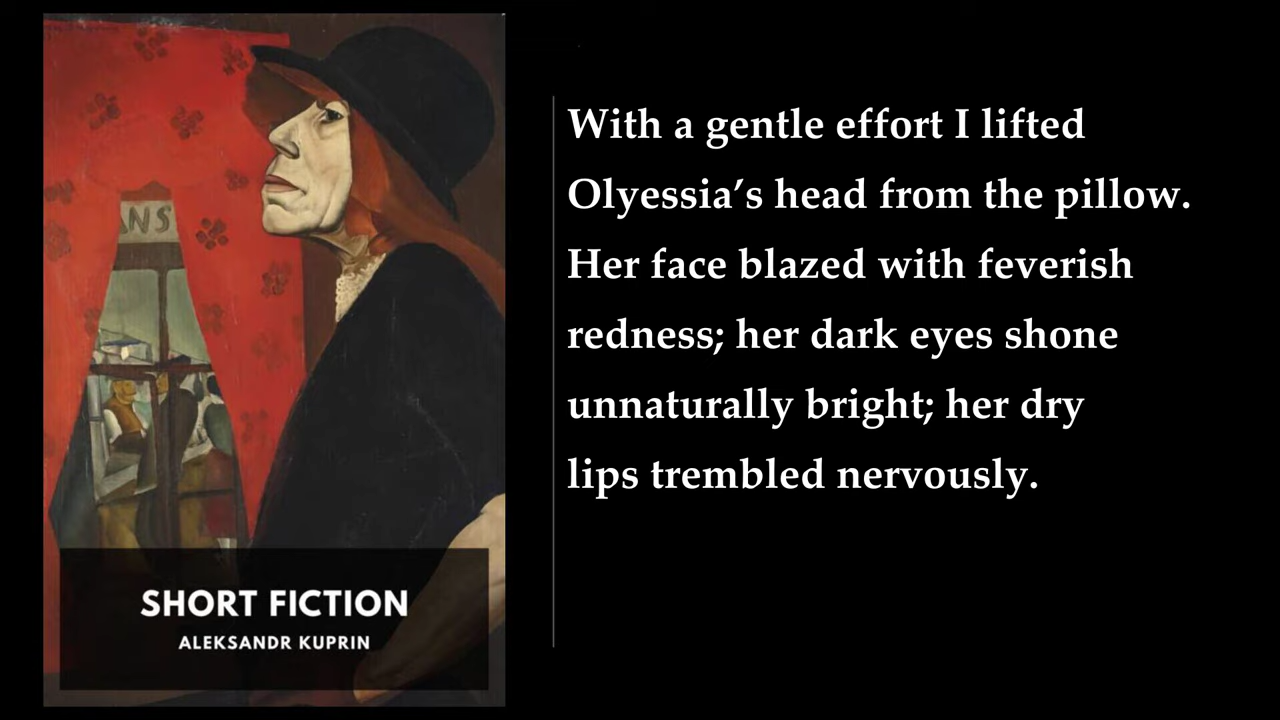 ANS
SHORT FICTION
ALEKSANDR KUPRIN
With a gentle effort I lifted
Olyessia’s head from the pillow.
Her face blazed with feverish
redness; her dark eyes shone
unnaturally bright; her dry
lips trembled nervously.